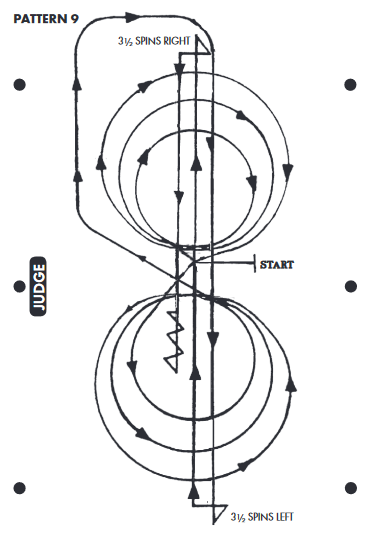 PATTERN 9
3½ SPINS RIGHT
START
JUDGE
3½ SPINS LEFT